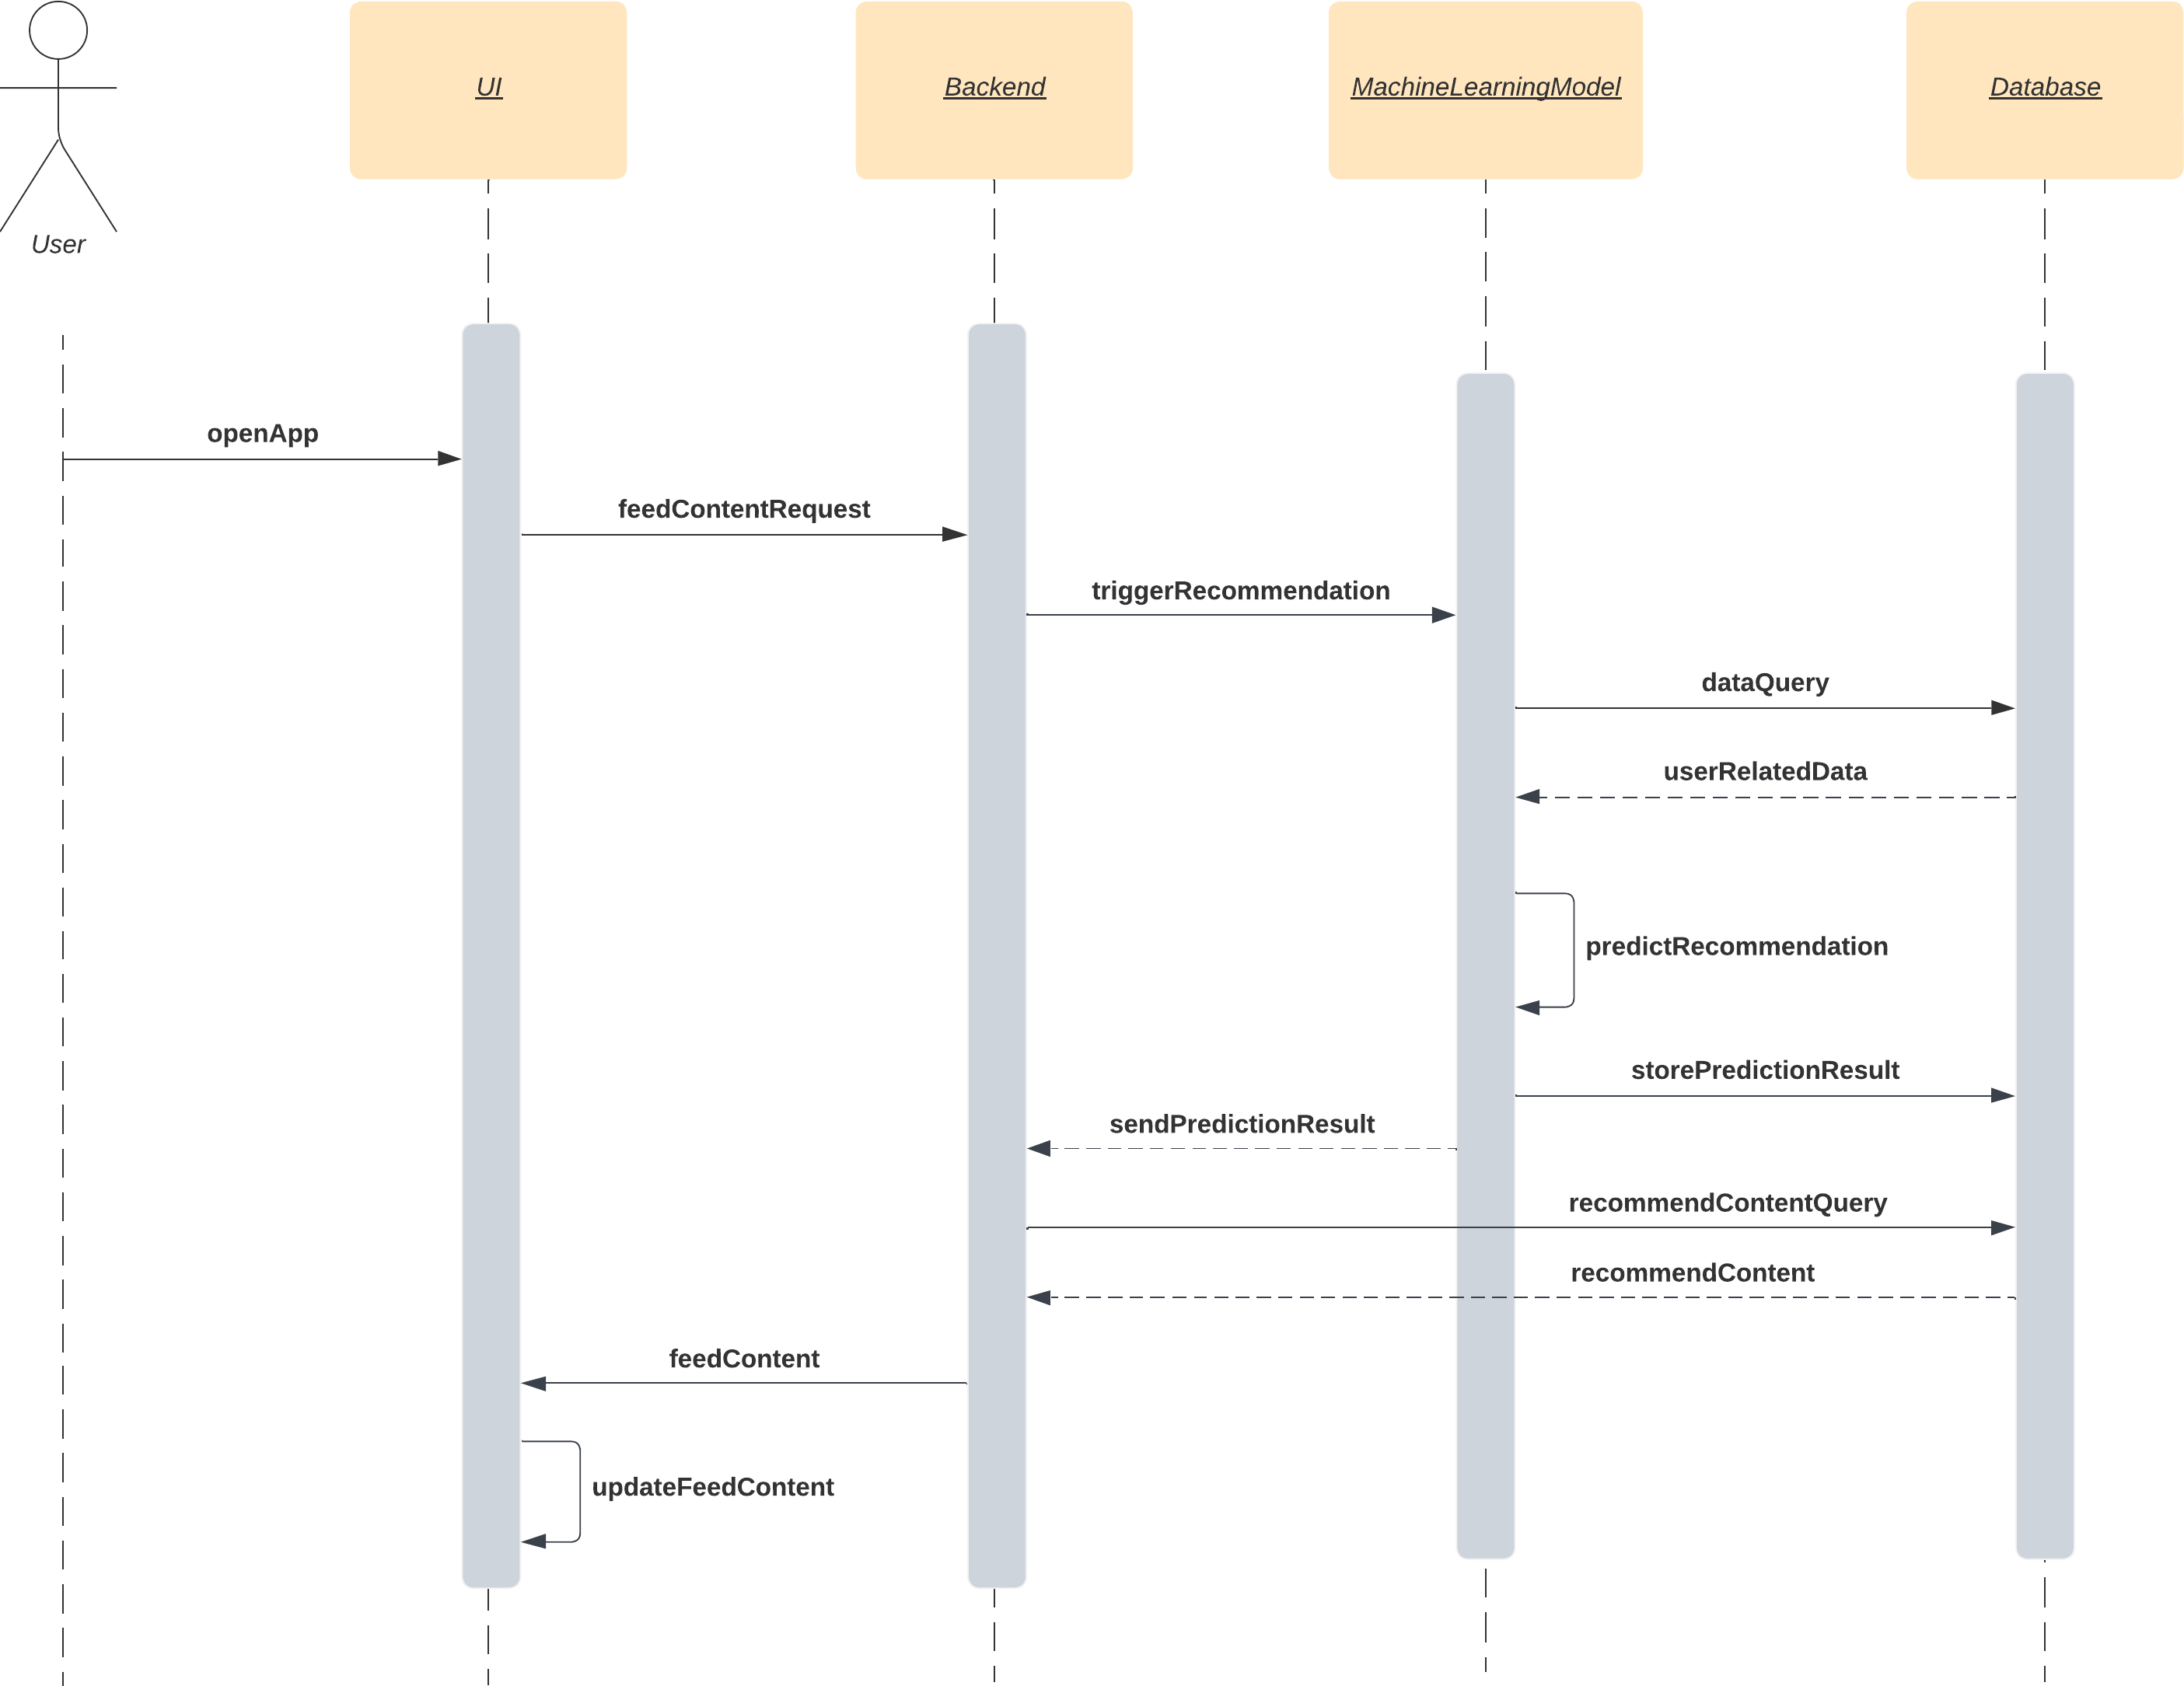 UI
Backend
MachineLearningModel
Database
User
openApp
feedContentRequest
triggerRecommendation
dataQuery
userRelatedData
predictRecommendation
storePredictionResult
sendPredictionResult
recommendContentQuery
recommendContent
feedContent
updateFeedContent